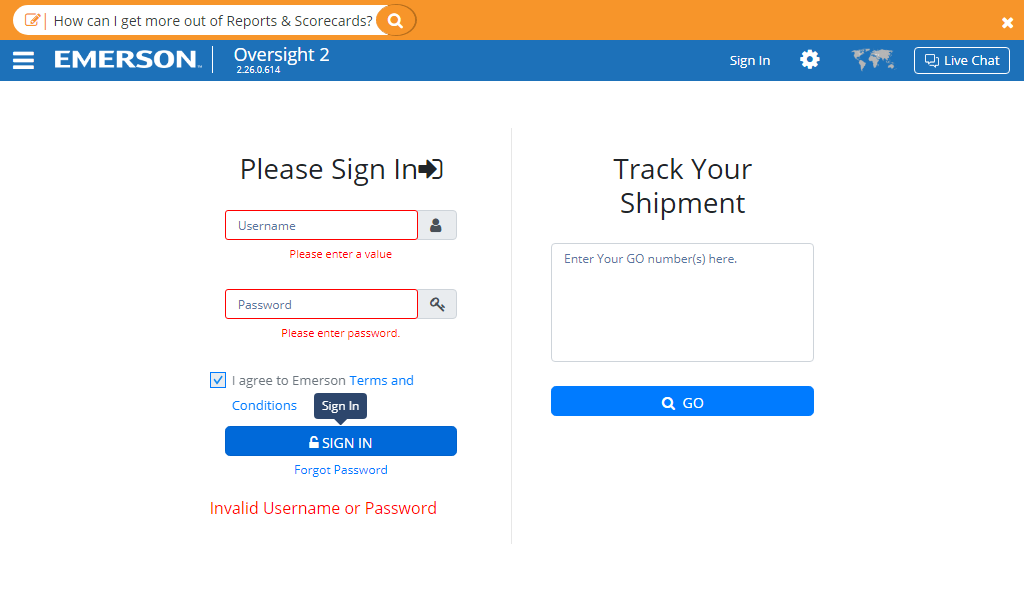 How can I get more out of Reports & Scorecards?
EMERSON™
Oversight 2
2.26.0.614
Sign In
Live Chat
Please Sign In
Username
Please enter a value
Password
Please enter password.
I agree to Emerson Terms and
Conditions
Sign In
SIGN IN
Forgot Password
Invalid Username or Password
Track Your
Shipment
Enter Your GO number(s) here.
GO